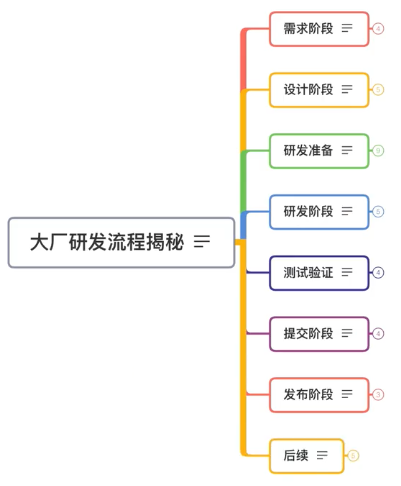 大厂研发流程揭秘
需求阶段 4
设计阶段 5
研发准备 9
研发阶段 5
测试验证 4
提交阶段 4
发布阶段 3
后续